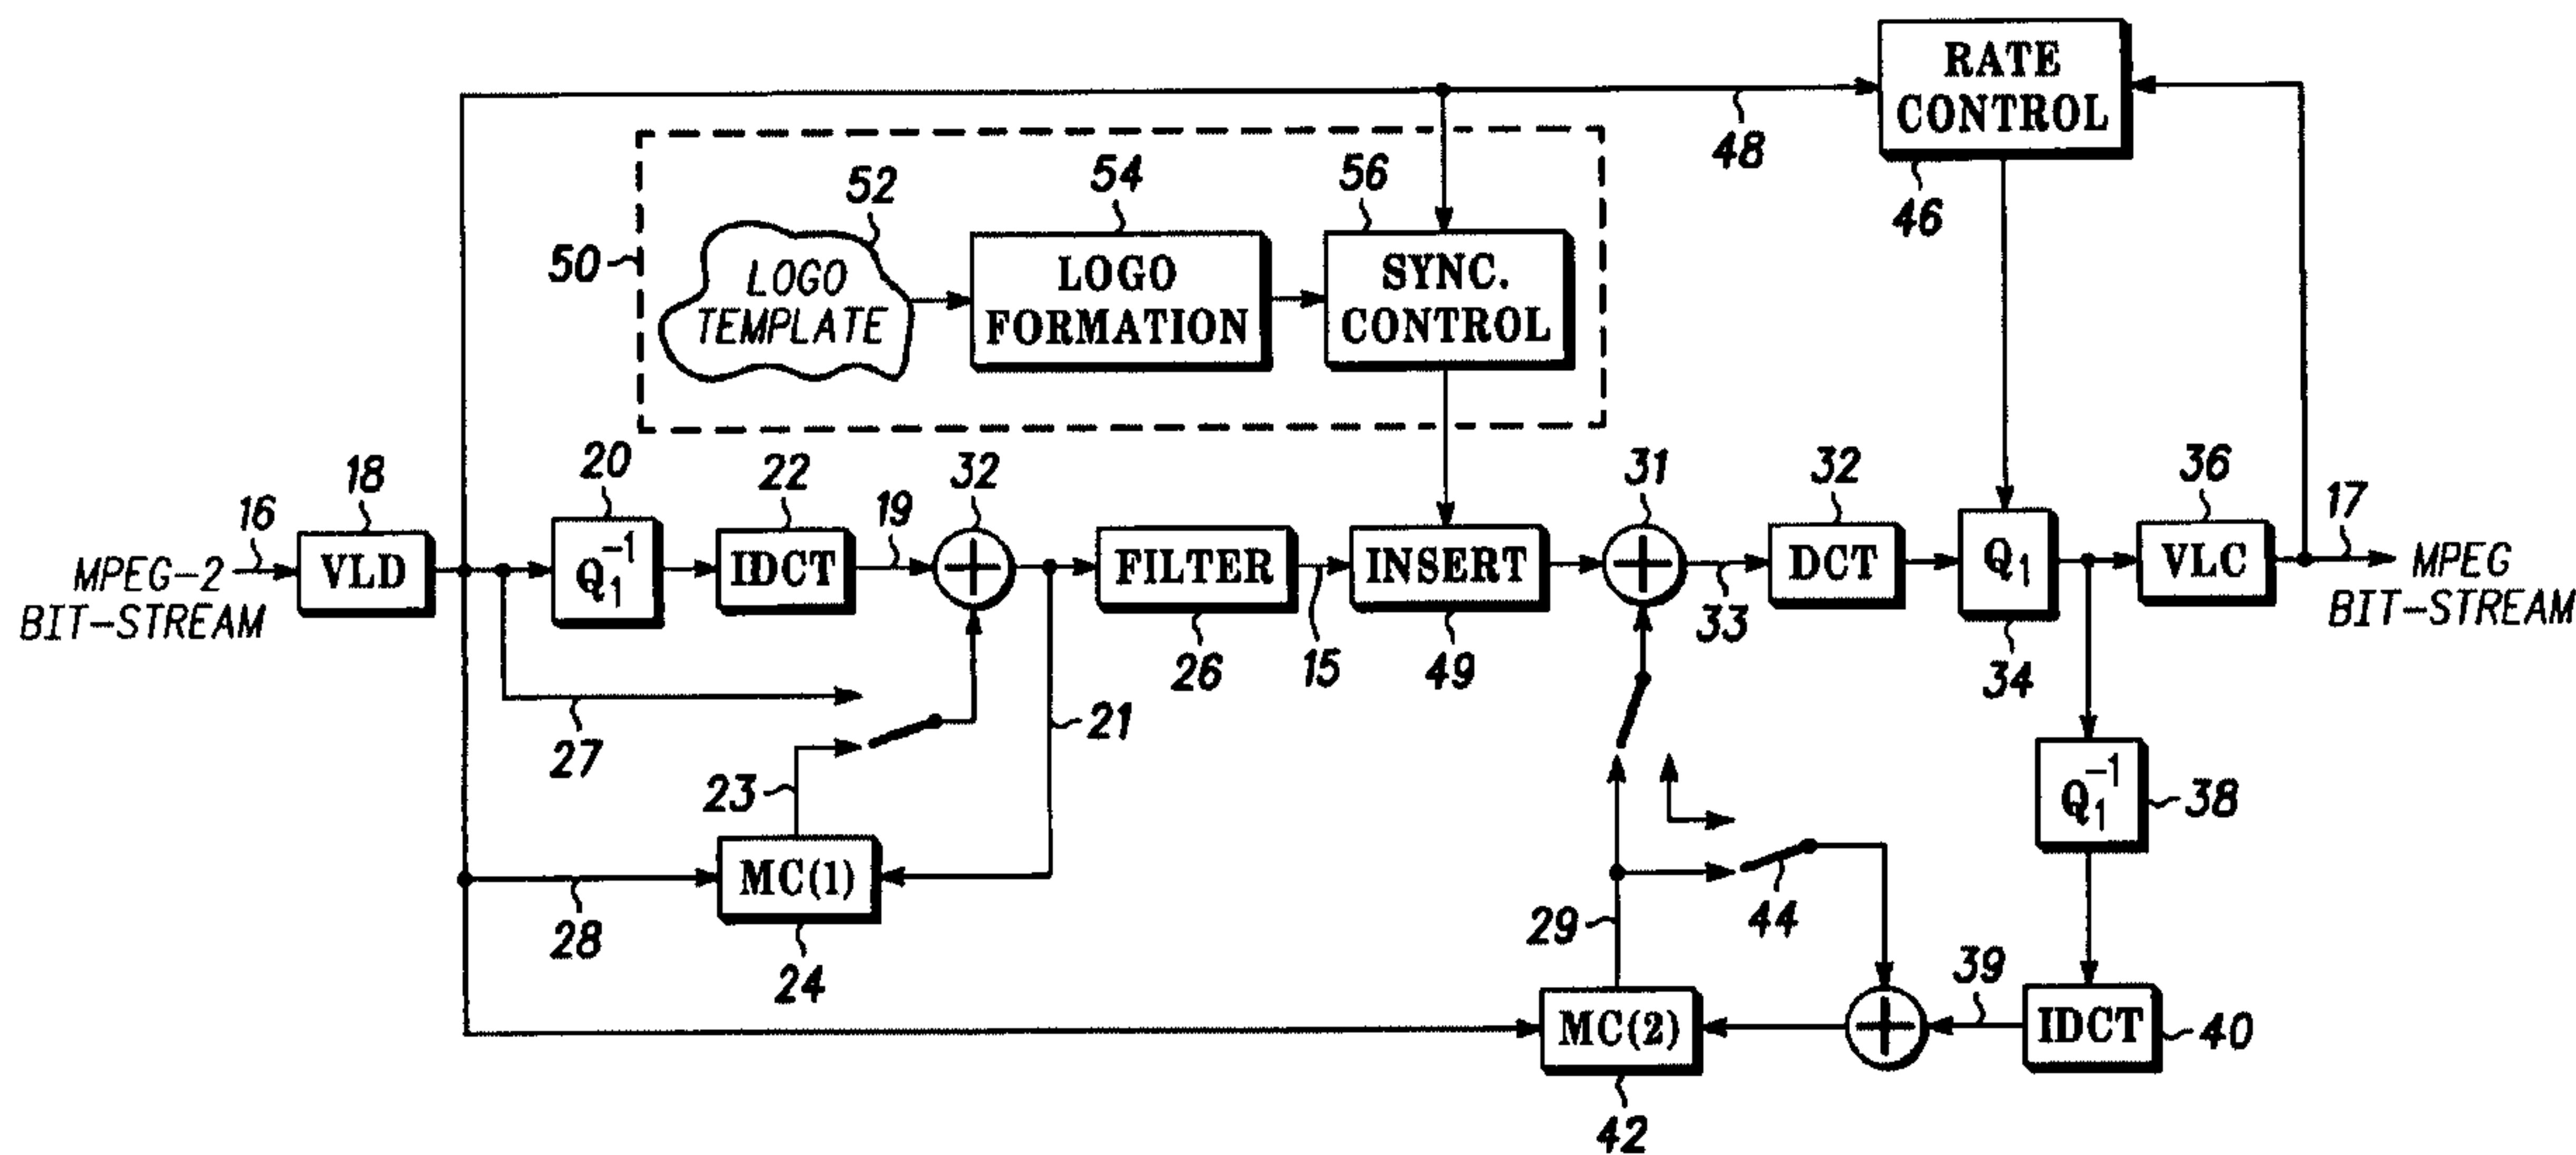 RATE
CONTROL
48
46
52
54
56
50
LOGO
TEMPLATE
LOGO
FORMATION
SYNC.
CONTROL
16
18
20
22
19
32
31
32
36
17
MPEG-2
BIT-STREAM
VLD
Q₁⁻¹
IDCT
FILTER
INSERT
DCT
Q₁
VLC
MPEG
BIT-STREAM
26
15
49
33
34
27
21
23
Q₁⁻¹
38
MC(1)
28
24
29
44
39
MC(2)
IDCT
40
42